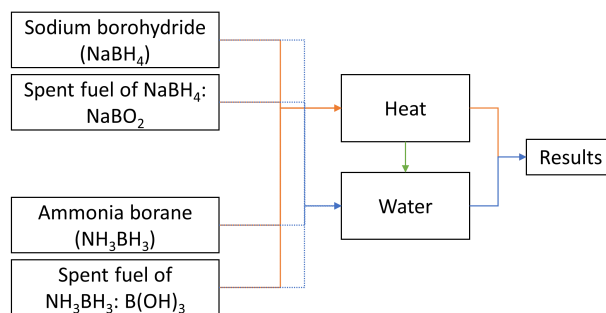 Sodium borohydride
(NaBH₄)
Spent fuel of NaBH₄:
NaBO₂
Heat
Results
Water
Ammonia borane
(NH₃BH₃)
Spent fuel of
NH₃BH₃: B(OH)₃